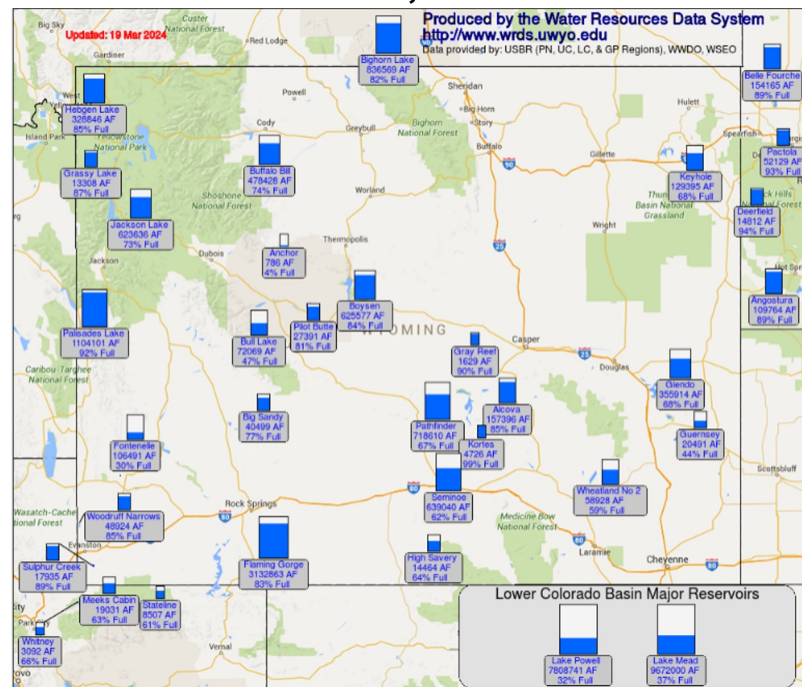 Produced by the Water Resources Data System
http://www.wrds.uwyo.edu
Data provided by: USBR (PN, UC, LC, & GP Regions), WWDO, WSEO
Updated: 19 Mar 2024
Big Sky
Custer
National Forest
Red Lodge
Gardiner
Bighorn Lake
836569 AF
82% Full
Belle Fourche
154165 AF
89% Full
Sheridan
Powell
Hebgen Lake
328846 AF
85% Full
Big Horn
Story
Hulett
Cody
Greybull
Bighorn
National Forest
Spearfish
Island Park
Yellowstone
National Park
Pactola
52129 AF
93% Full
Buffalo
Gillette
90
Grassy Lake
13308 AF
87% Full
Buffalo Bill
478428 AF
74% Full
Keyhole
129395 AF
68% Full
Worland
Shoshone
National Forest
Thu
Basin National
Grassland
Deerfield
14812 AF
94% Full
Jackson Lake
623636 AF
73% Full
Wright
Thermopolis
25
Dubois
Anchor
786 AF
4% Full
Jackson
Angostura
109764 AF
89% Full
Boysen
625577 AF
84% Full
Palisades Lake
1104101 AF
92% Full
Pilot Butte
27391 AF
81% Full
Bull Lake
72069 AF
47% Full
WYOMING
Gray Reef
1629 AF
90% Full
Casper
25
Douglas
Caribou-Targhee
National Forest
Glendo
355914 AF
68% Full
Alcova
157396 AF
85% Full
Big Sandy
40499 AF
77% Full
Pathfinder
718610 AF
67% Full
Guernsey
20491 AF
44% Full
Kortes
4726 AF
99% Full
Fontenelle
106491 AF
30% Full
Scottsbluff
Seminoe
639040 AF
62% Full
Wheatland No 2
58928 AF
59% Full
Rock Springs
80
80
Woodruff Narrows
48924 AF
85% Full
Medicine Bow
National Forest
Evanston
80
Laramie
Cheyenne
80
Flaming Gorge
3132863 AF
83% Full
High Savery
14464 AF
64% Full
Sulphur Creek
17935 AF
89% Full
Meeks Cabin
19031 AF
63% Full
Stateline
8507 AF
61% Full
Park City
Whitney
3092 AF
66% Full
Vernal
Lower Colorado Basin Major Reservoirs
Lake Powell
7808741 AF
32% Full
Lake Mead
9672000 AF
37% Full